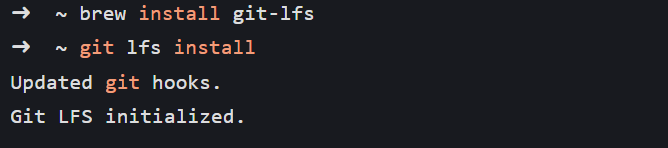 ➜ ~ brew install git-lfs
➜ ~ git lfs install
Updated git hooks.
Git LFS initialized.